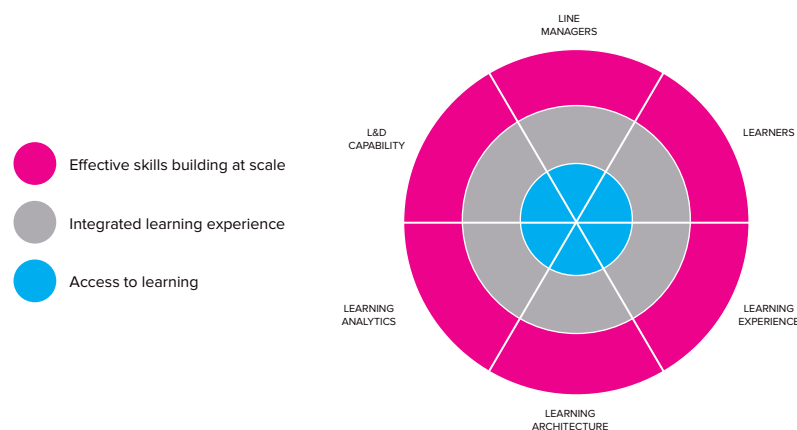 LINE
MANAGERS
L&D
CAPABILITY
LEARNERS
Effective skills building at scale
Integrated learning experience
Access to learning
LEARNING
ANALYTICS
LEARNING
EXPERIENCE
LEARNING
ARCHITECTURE